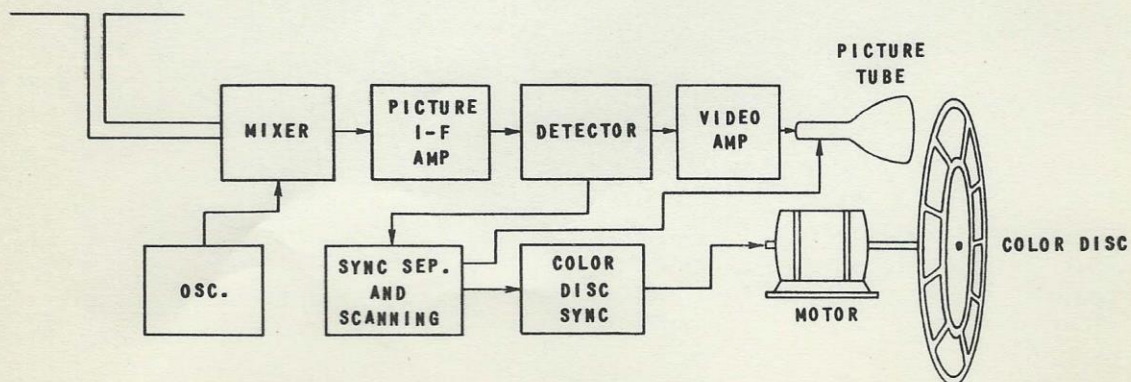 PICTURE
TUBE
MIXER
PICTURE
I-F
AMP
DETECTOR
VIDEO
AMP
OSC.
SYNC SEP.
AND
SCANNING
COLOR
DISC
SYNC
MOTOR
COLOR DISC